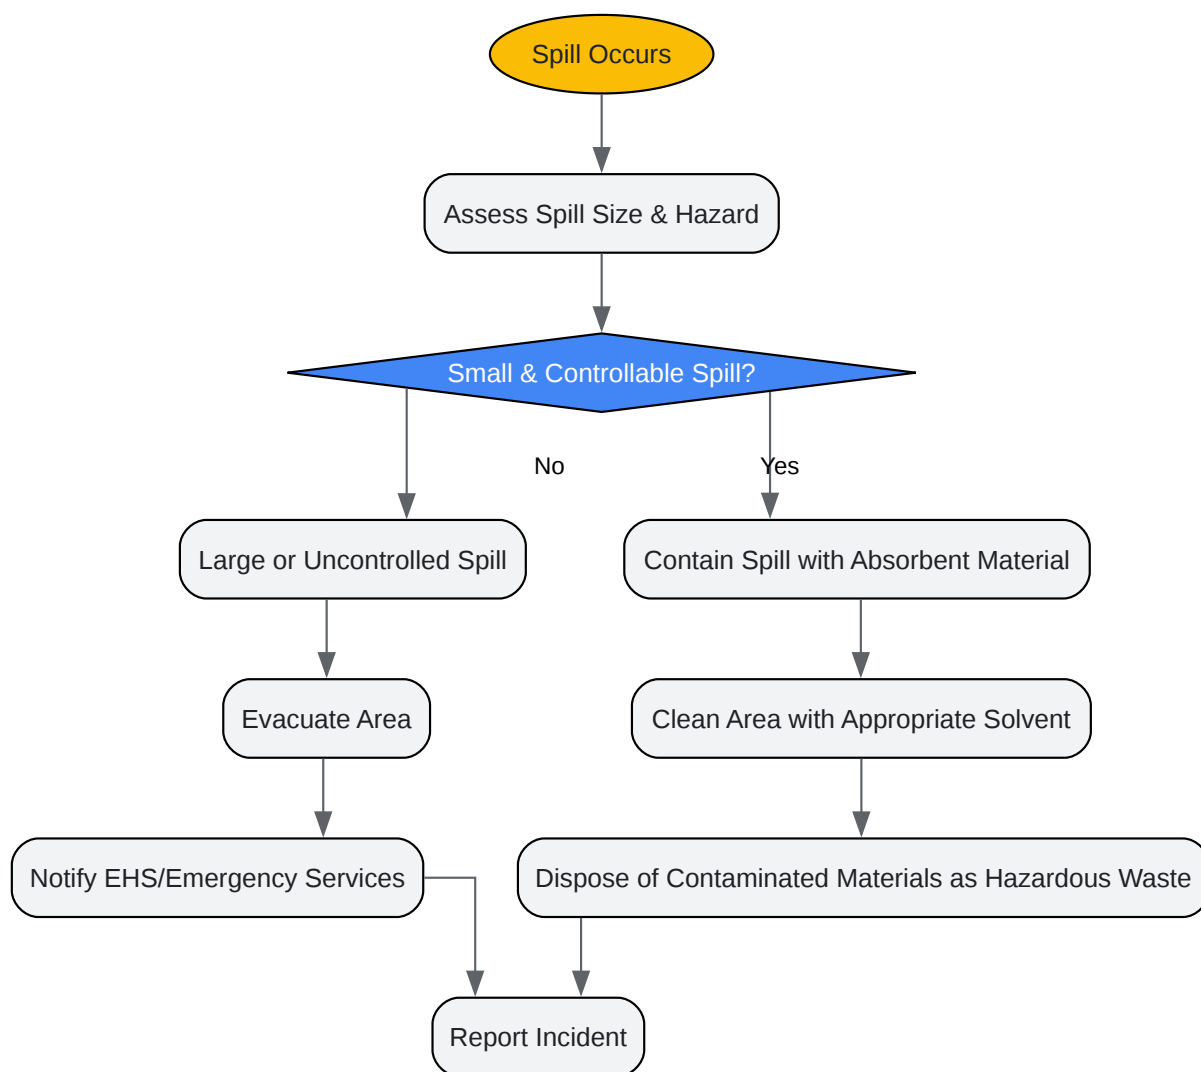 Spill Occurs
Assess Spill Size & Hazard
Small & Controllable Spill?
No
Yes
Large or Uncontrolled Spill
Contain Spill with Absorbent Material
Evacuate Area
Clean Area with Appropriate Solvent
Notify EHS/Emergency Services
Dispose of Contaminated Materials as Hazardous Waste
Report Incident